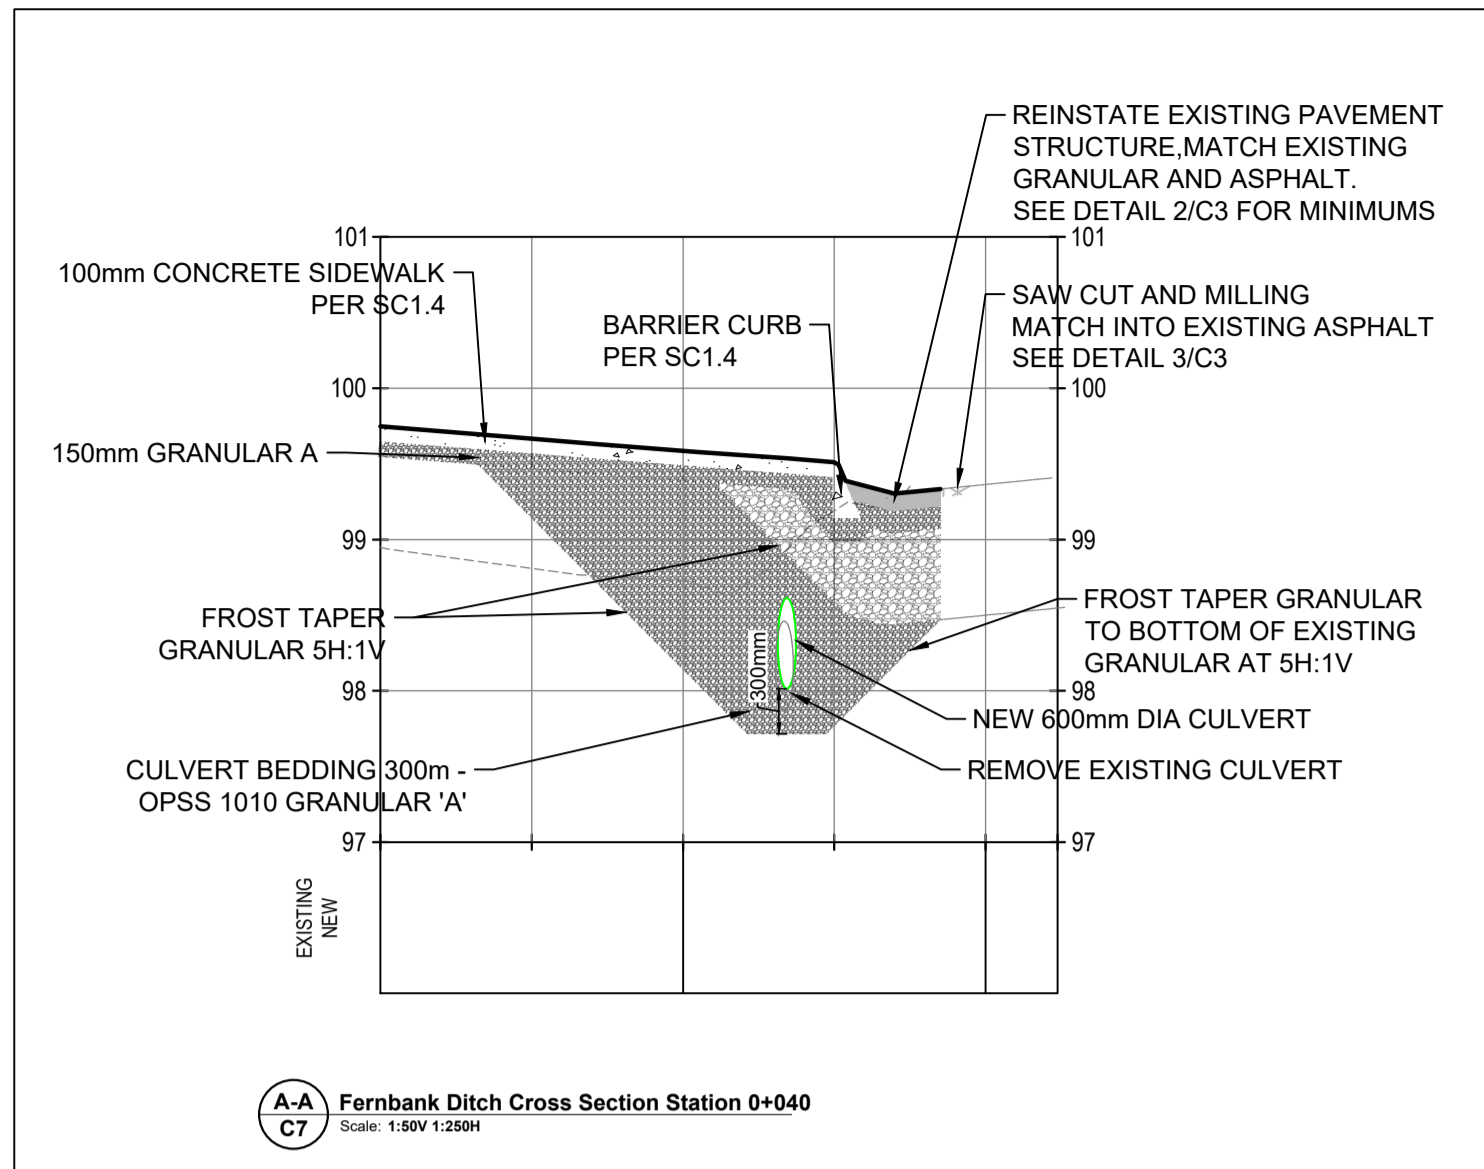 REINSTATE EXISTING PAVEMENT
STRUCTURE,MATCH EXISTING
GRANULAR AND ASPHALT.
SEE DETAIL 2/C3 FOR MINIMUMS
101
101
100mm CONCRETE SIDEWALK
PER SC1.4
SAW CUT AND MILLING
MATCH INTO EXISTING ASPHALT
SEE DETAIL 3/C3
BARRIER CURB
PER SC1.4
100
100
150mm GRANULAR A
99
99
FROST TAPER
GRANULAR 5H:1V
FROST TAPER GRANULAR
TO BOTTOM OF EXISTING
GRANULAR AT 5H:1V
300mm
98
98
NEW 600mm DIA CULVERT
CULVERT BEDDING 300m -
OPSS 1010 GRANULAR 'A'
REMOVE EXISTING CULVERT
97
97
EXISTING
NEW
A-A
C7
Fernbank Ditch Cross Section Station 0+040
Scale: 1:50V 1:250H